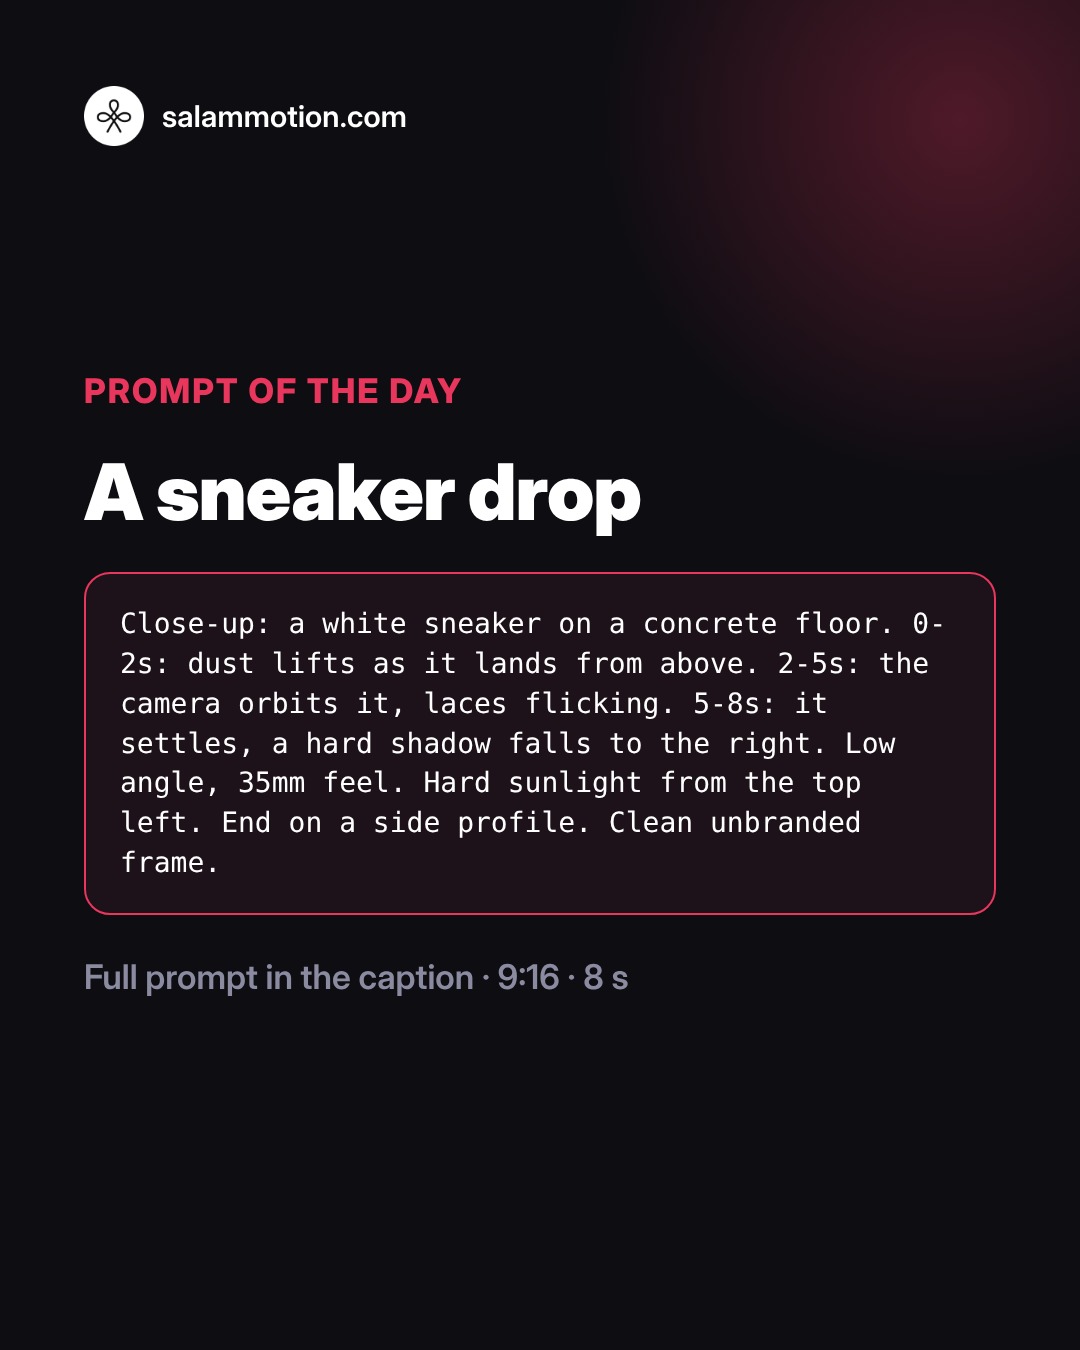 salammotion.com
PROMPT OF THE DAY
A sneaker drop
Close-up: a white sneaker on a concrete floor. 0-
2s: dust lifts as it lands from above. 2-5s: the
camera orbits it, laces flicking. 5-8s: it
settles, a hard shadow falls to the right. Low
angle, 35mm feel. Hard sunlight from the top
left. End on a side profile. Clean unbranded
frame.
Full prompt in the caption · 9:16 · 8 s